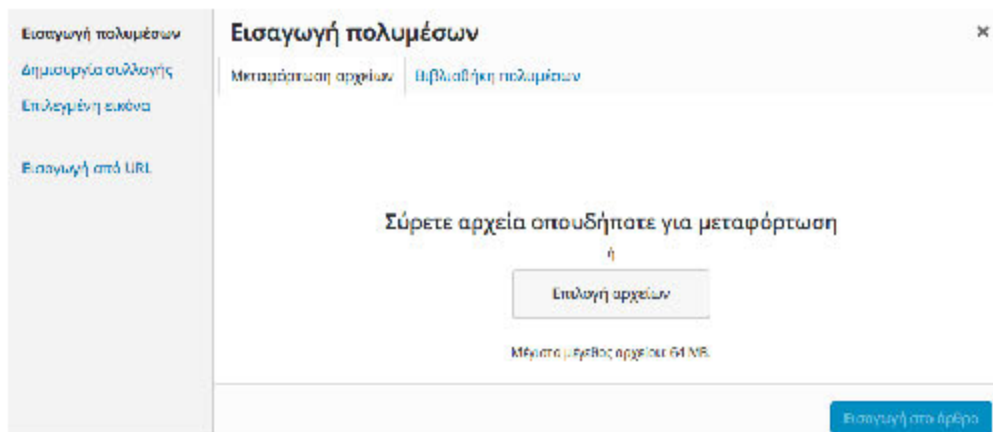 Εισαγωγή πολυμέσων
Δημιουργία συλλογής
Επιλεγμένη εικόνα
Εισαγωγή από URL
Εισαγωγή πολυμέσων
×
Μεταφόρτωση αρχείων
Βιβλιοθήκη πολυμέσων
Σύρετε αρχεία οπουδήποτε για μεταφόρτωση
ή
Επιλογή αρχείων
Μέγιστο μέγεθος αρχείου: 64 MB.
Εισαγωγή στο άρθρο